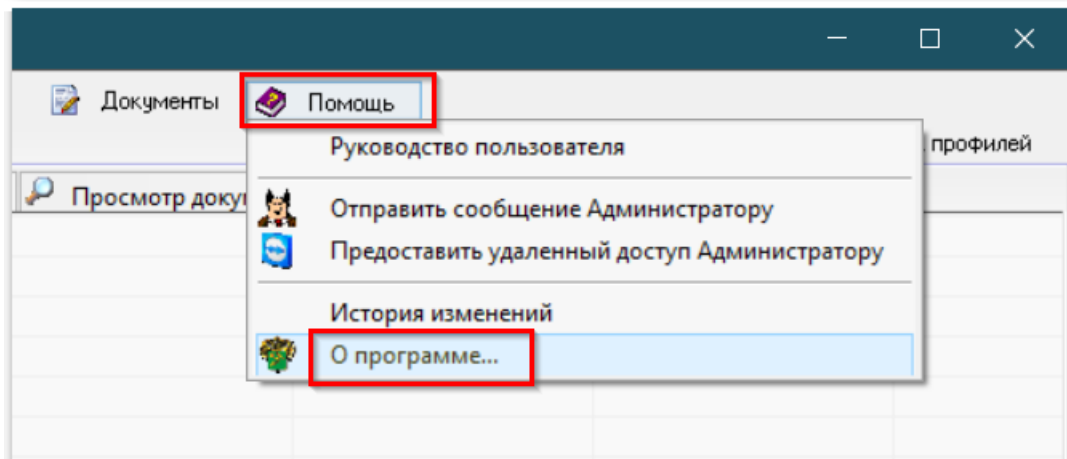 Документы Помощь
Руководство пользователя
профилей
Просмотр доку
Отправить сообщение Администратору
Предоставить удаленный доступ Администратору
История изменений
О программе...